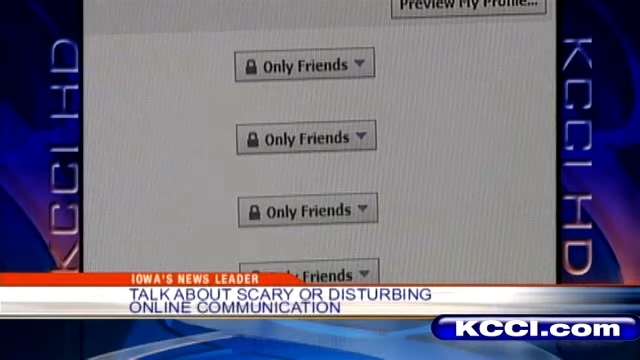 Preview My Profile...
Only Friends
Only Friends
Only Friends
Friends
KCCI HD
KCCI HD
IOWA'S NEWS LEADER
TALK ABOUT SCARY OR DISTURBING
ONLINE COMMUNICATION
KCCI.com